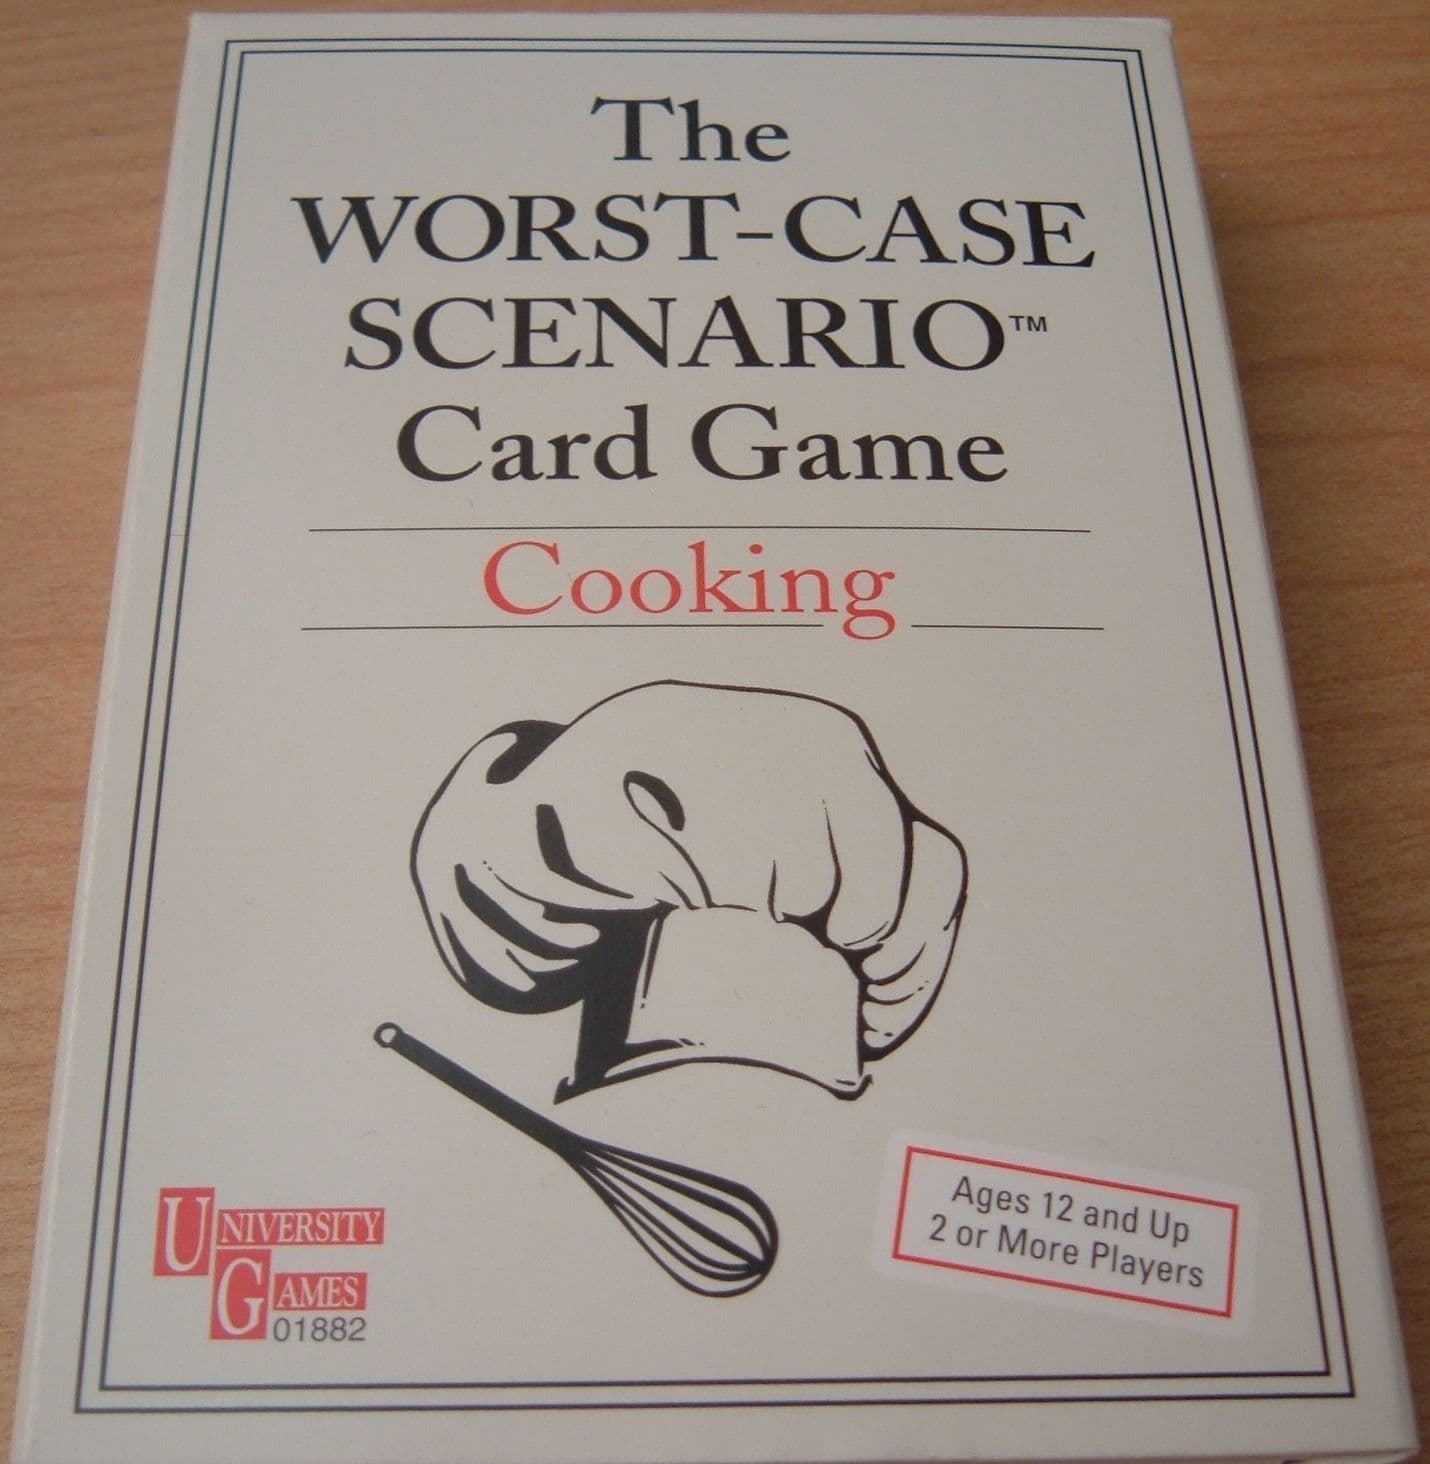 The
WORST-CASE
SCENARIO™
Card Game
Cooking
UNIVERSITY
GAMES
01882
Ages 12 and Up
2 or More Players